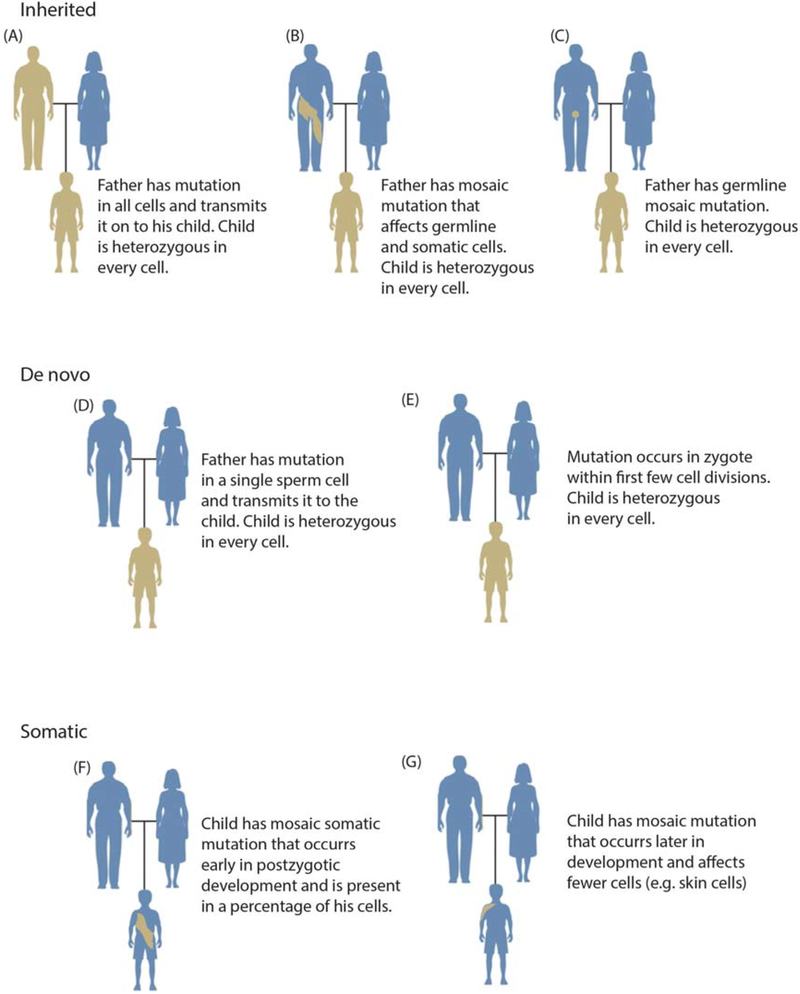 Inherited
(A)
(B)
(C)
Father has mutation
in all cells and transmits
it on to his child. Child
is heterozygous in
every cell.
Father has mosaic
mutation that
affects germline
and somatic cells.
Child is heterozygous
in every cell.
Father has germline
mosaic mutation.
Child is heterozygous
in every cell.
De novo
(D)
(E)
Father has mutation
in a single sperm cell
and transmits it to the
child. Child is heterozygous
in every cell.
Mutation occurs in zygote
within first few cell divisions.
Child is heterozygous
in every cell.
Somatic
(F)
(G)
Child has mosaic somatic
mutation that occurrs
early in postzygotic
development and is present
in a percentage of his cells.
Child has mosaic mutation
that occurrs later in
development and affects
fewer cells (e.g. skin cells)